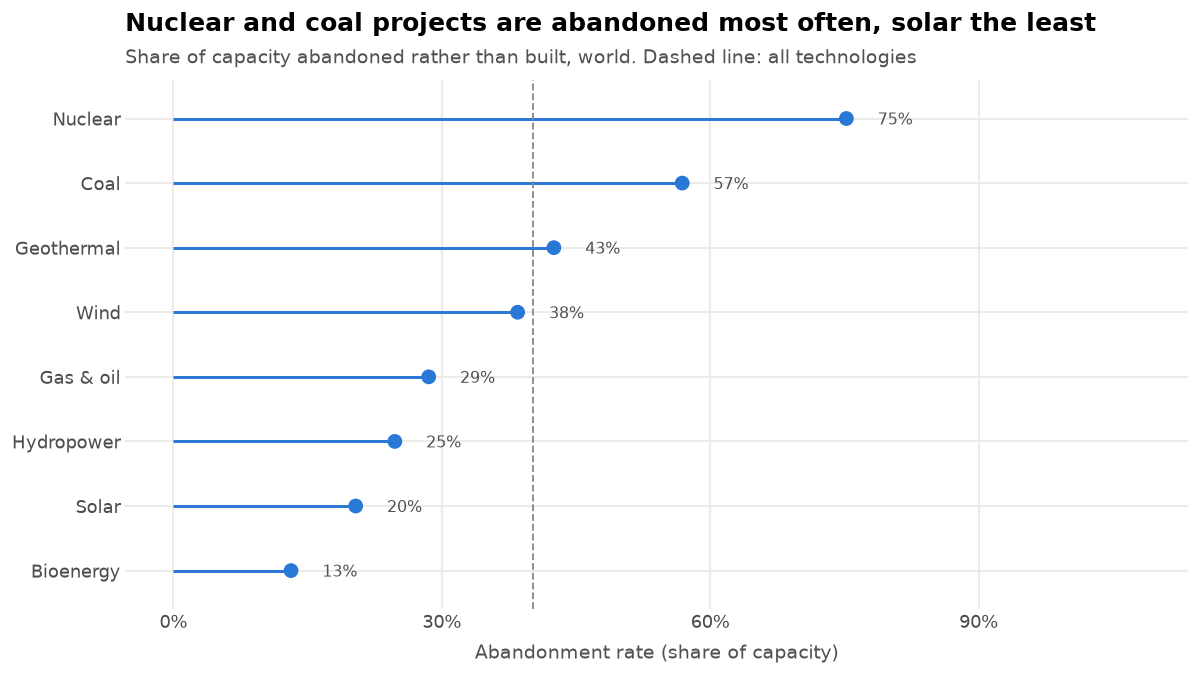 Nuclear and coal projects are abandoned most often, solar the least
Share of capacity abandoned rather than built, world. Dashed line: all technologies
Nuclear 75%
Coal 57%
Geothermal 43%
Wind 38%
Gas & oil 29%
Hydropower 25%
Solar 20%
Bioenergy 13%
0% 30% 60% 90%
Abandonment rate (share of capacity)